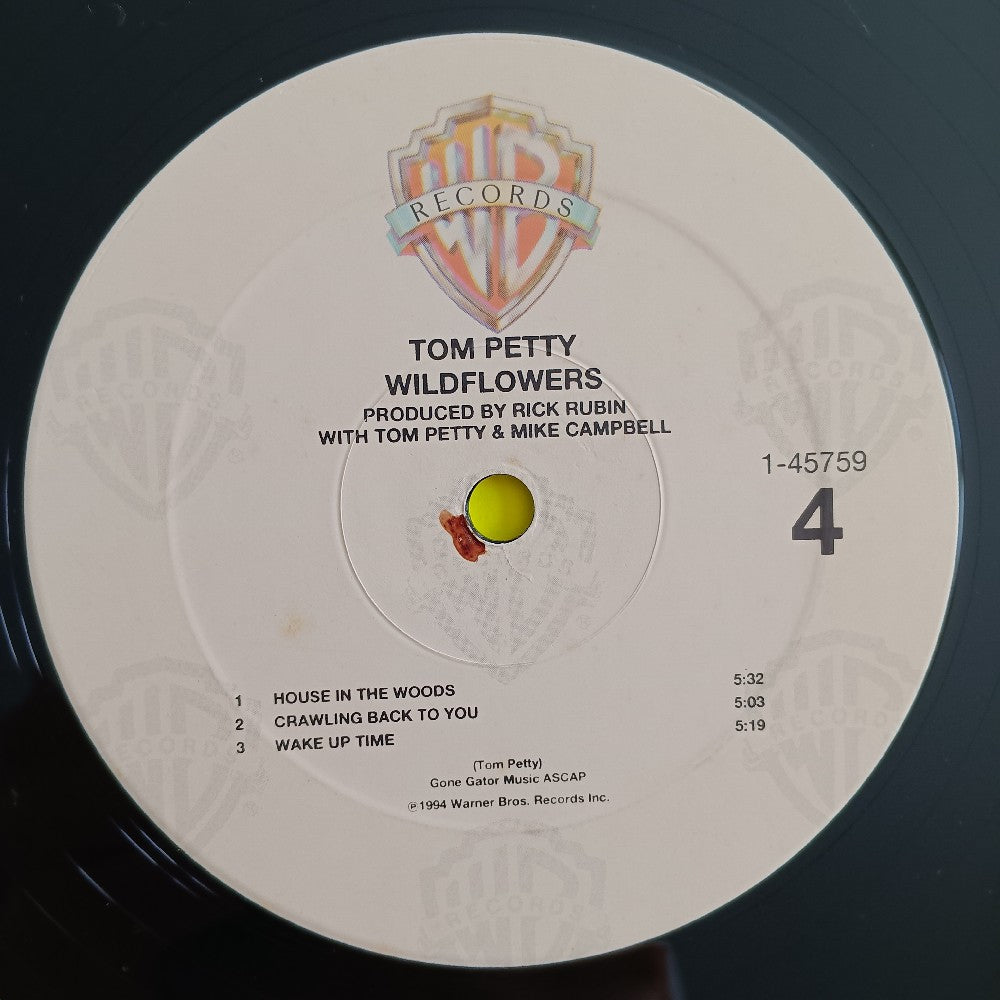 RECORDS
TOM PETTY
WILDFLOWERS
PRODUCED BY RICK RUBIN
WITH TOM PETTY & MIKE CAMPBELL
1-45759
4
1 HOUSE IN THE WOODS 5:32
2 CRAWLING BACK TO YOU 5:03
3 WAKE UP TIME 5:19
(Tom Petty)
Gone Gator Music ASCAP
℗1994 Warner Bros. Records Inc.